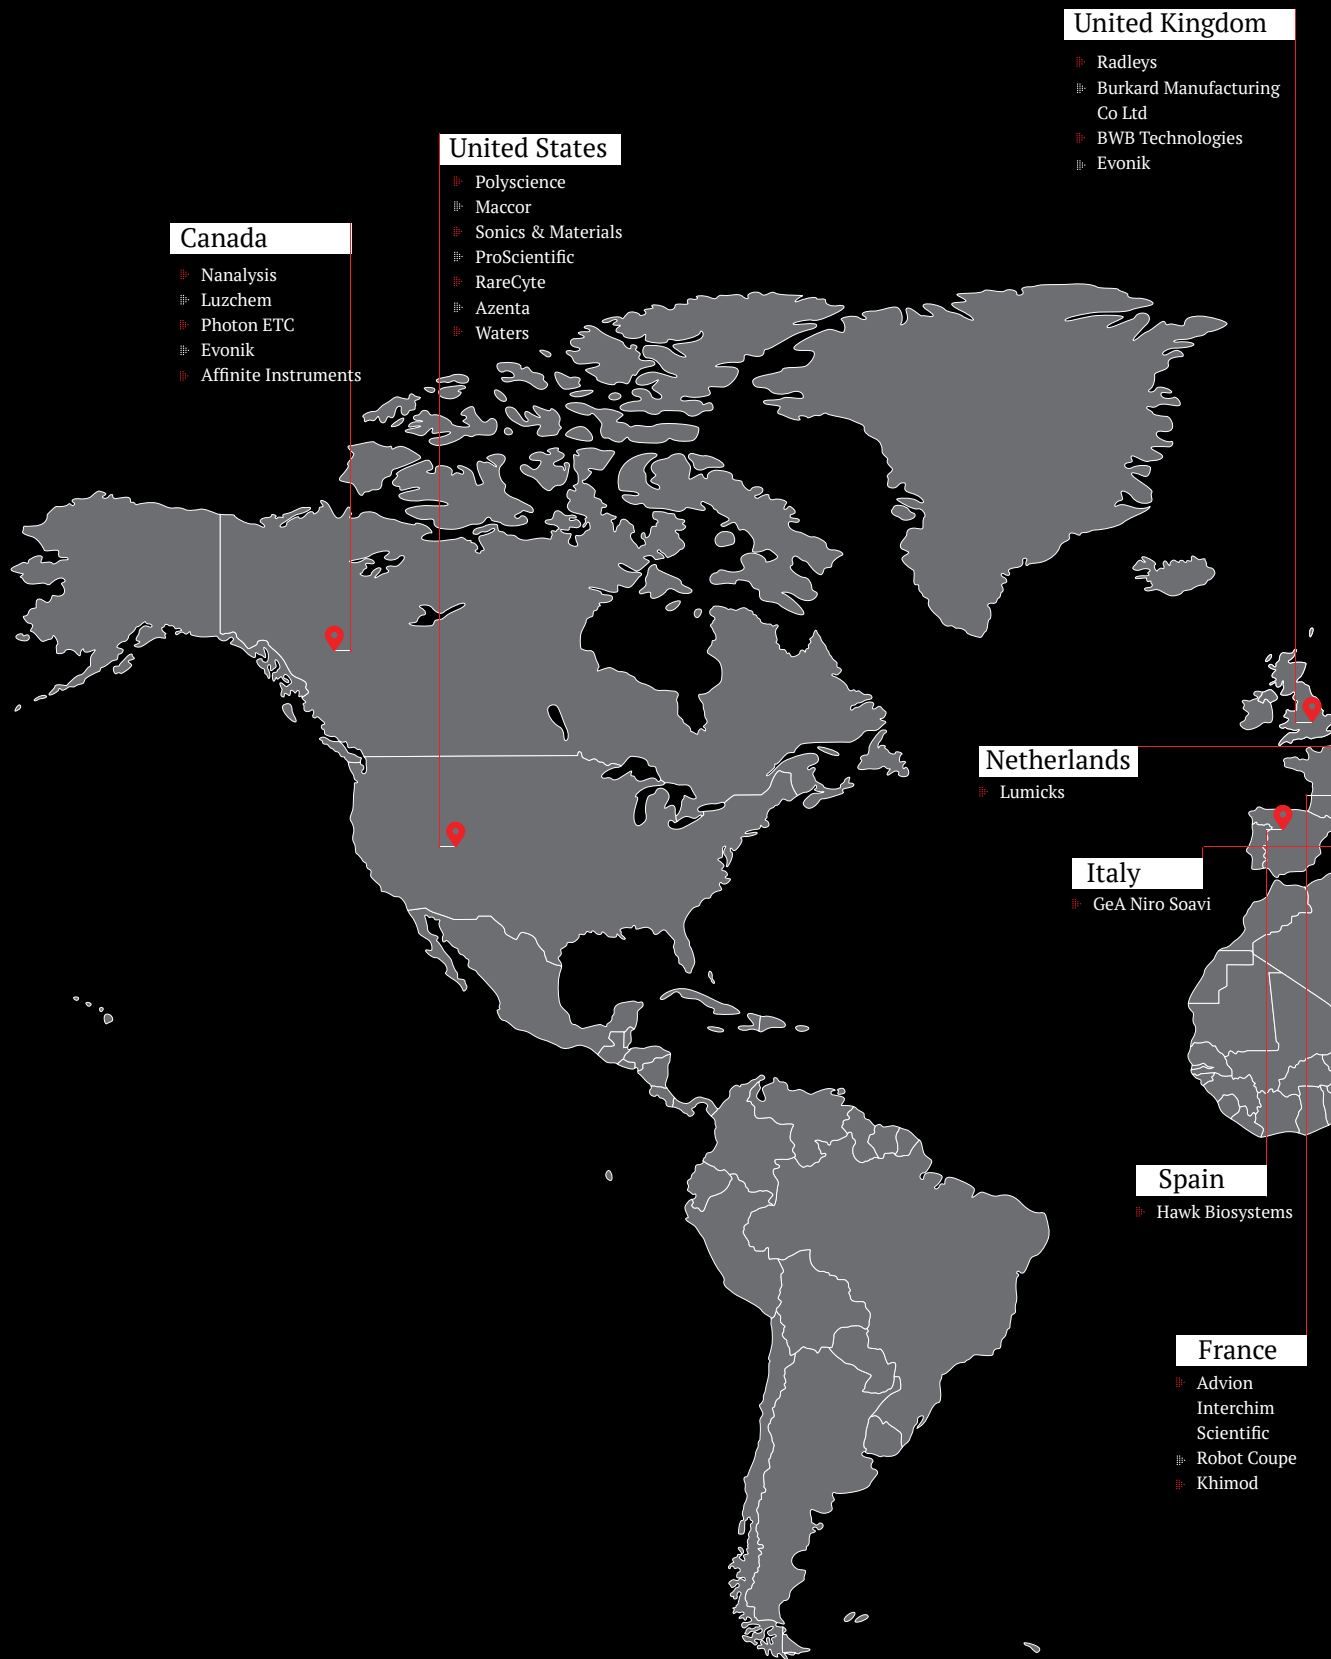 United Kingdom
Radleys
Burkard Manufacturing
Co Ltd
BWB Technologies
Evonik
United States
Polyscience
Maccor
Sonics & Materials
ProScientific
RareCyte
Azenta
Waters
Canada
Nanalysis
Luzchem
Photon ETC
Evonik
Affinite Instruments
Netherlands
Lumicks
Italy
GeA Niro Soavi
Spain
Hawk Biosystems
France
Advion
Interchim
Scientific
Robot Coupe
Khimod